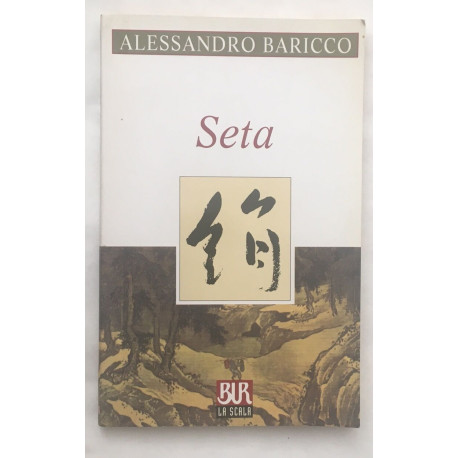 ALESSANDRO BARICCO
Seta
絹
BUR
LA SCALA